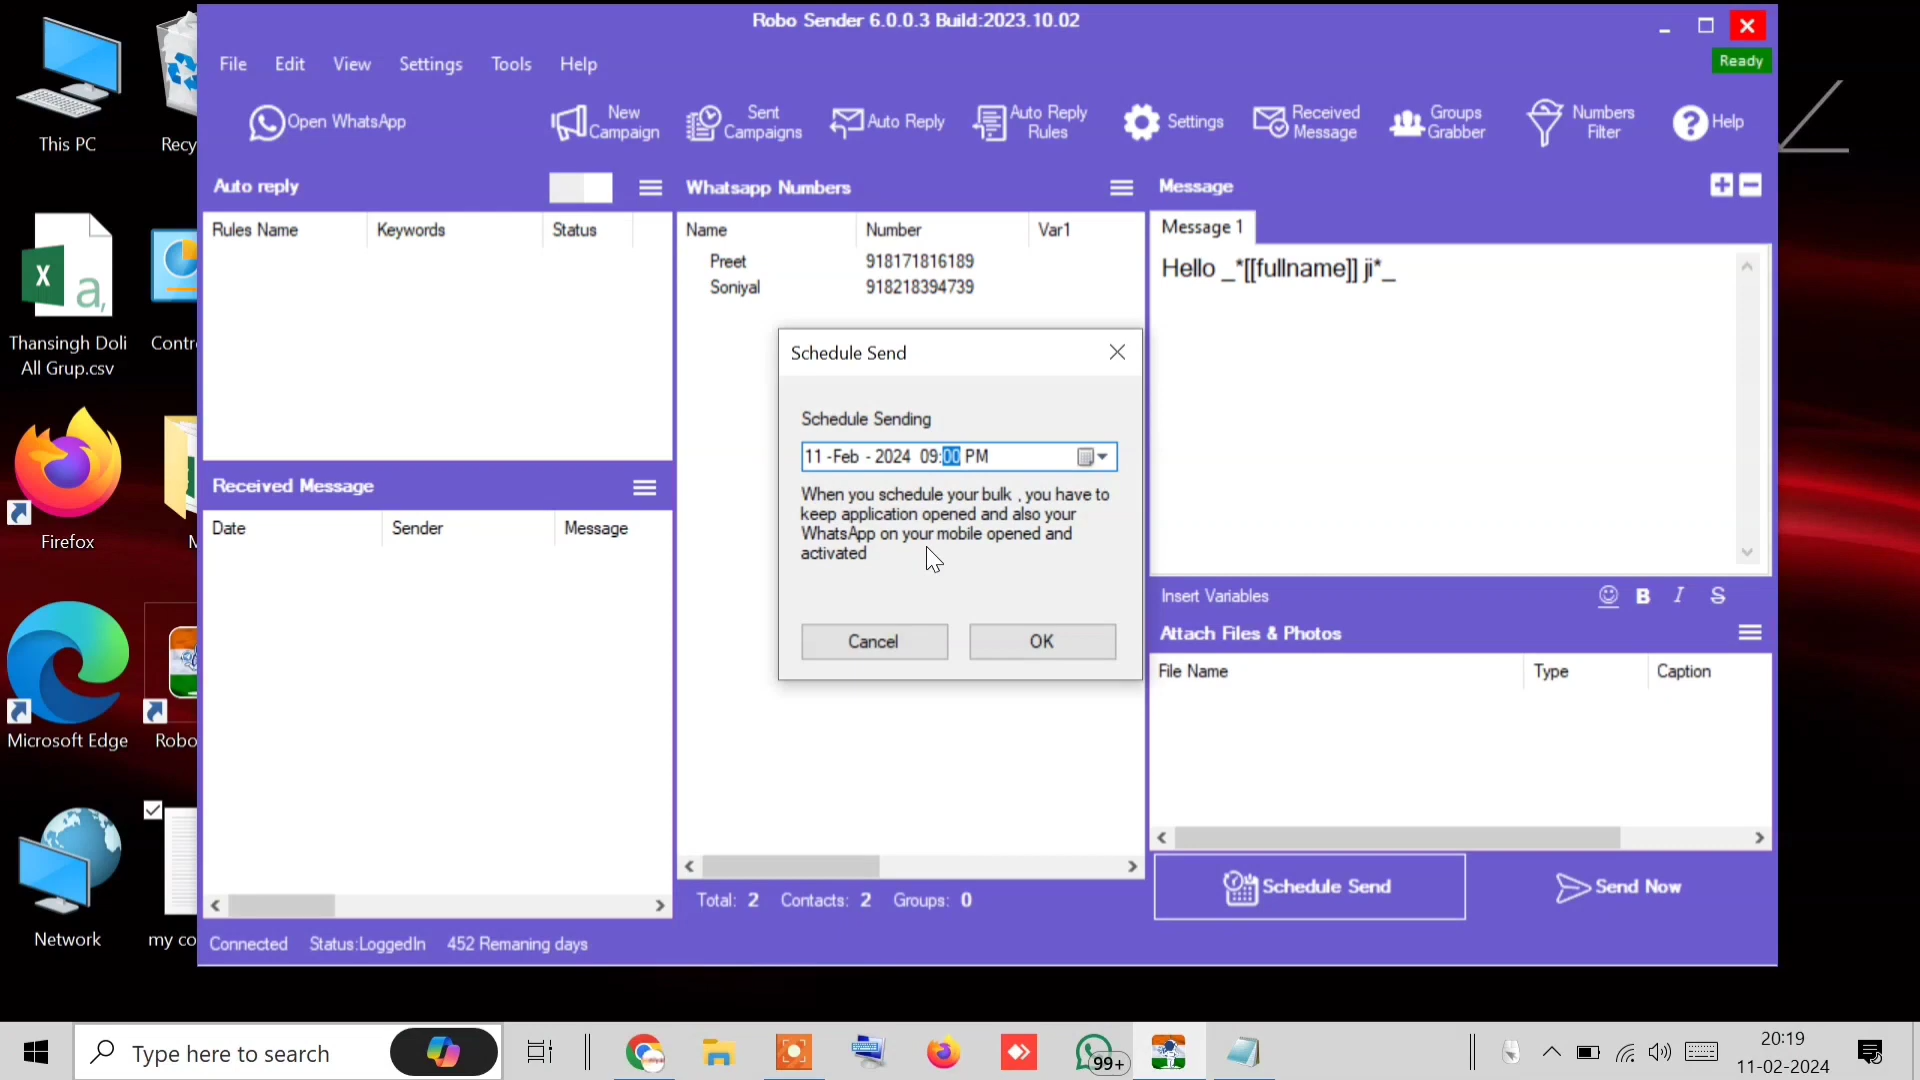 Robo Sender 6.0.0.3 Build:2023.10.02
Ready
File Edit View Settings Tools Help
Open WhatsApp
New Campaign
Sent Campaigns
Auto Reply
Auto Reply Rules
Settings
Received Message
Groups Grabber
Numbers Filter
Help
Auto reply
Rules Name Keywords Status
Received Message
Date Sender Message
Whatsapp Numbers
Name Number Var1
Preet 918171816189
Soniyal 918218394739
Schedule Send
Schedule Sending
11 -Feb - 2024 09:00 PM
When you schedule your bulk , you have to
keep application opened and also your
WhatsApp on your mobile opened and
activated
Cancel OK
Total: 2 Contacts: 2 Groups: 0
Message
Message 1
Hello _*[[fullname]] ji*_
Insert Variables
B I S
Attach Files & Photos
File Name Type Caption
Schedule Send
Send Now
Connected Status:LoggedIn 452 Remaning days
This PC
Recy
Thansingh Doli
All Grup.csv
Contr
Firefox
M
Microsoft Edge
Robo
Network
my co
Type here to search
99+
20:19
11-02-2024